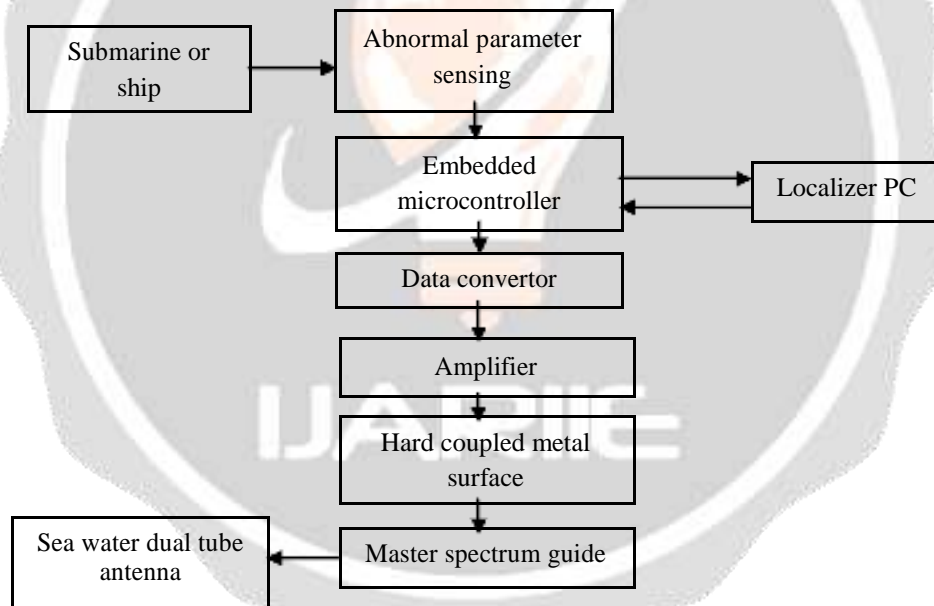 Submarine or
ship
Abnormal parameter
sensing
Embedded
microcontroller
Localizer PC
Data convertor
Amplifier
IJARIIE
Hard coupled metal
surface
Sea water dual tube
antenna
Master spectrum guide